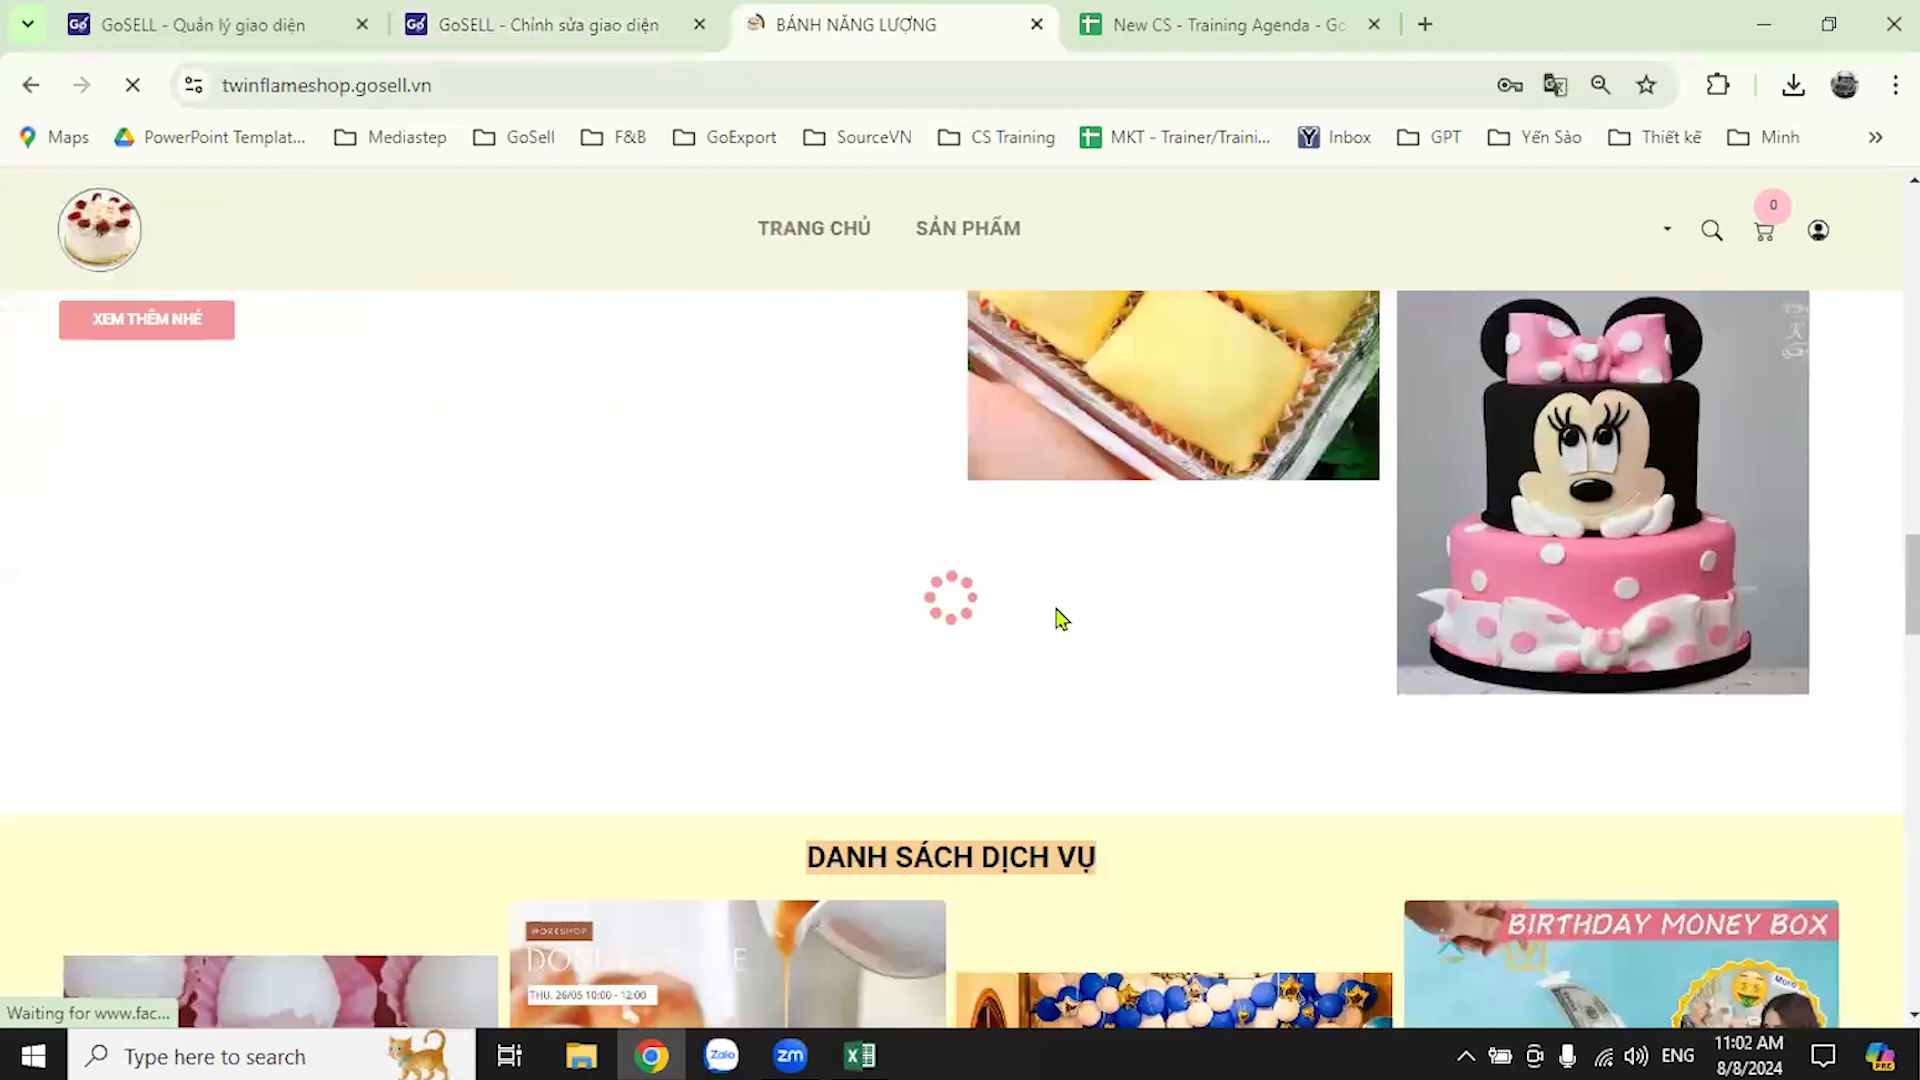 GoSELL - Quản lý giao diện
GoSELL - Chỉnh sửa giao diện
BÁNH NĂNG LƯỢNG
New CS - Training Agenda - Go
twinflameshop.gosell.vn
Maps
PowerPoint Templat...
Mediastep
GoSell
F&B
GoExport
SourceVN
CS Training
MKT - Trainer/Traini...
Inbox
GPT
Yến Sào
Thiết kế
Minh
TRANG CHỦ
SẢN PHẨM
0
XEM THÊM NHÉ
DANH SÁCH DỊCH VỤ
WORKSHOP
THU. 26/05 10:00 - 12:00
BIRTHDAY MONEY BOX
Waiting for www.fac...
Type here to search
Zalo
zm
ENG
11:02 AM
8/8/2024